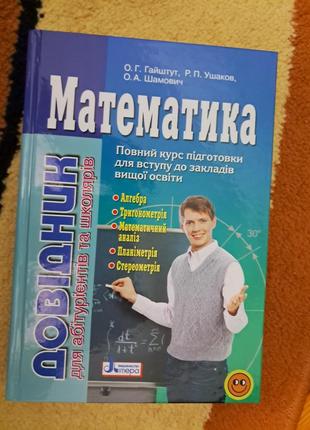 О. Г. Гайштут, Р. П. Ушаков,
О. А. Шамович
Математика
Повний курс підготовки
для вступу до закладів
вищої освіти
ДОВІДНИК
для абітурієнтів та школярів
• Алгебра
• Тригонометрія
• Математичний
аналіз
• Планіметрія
• Стереометрія
30°
літера